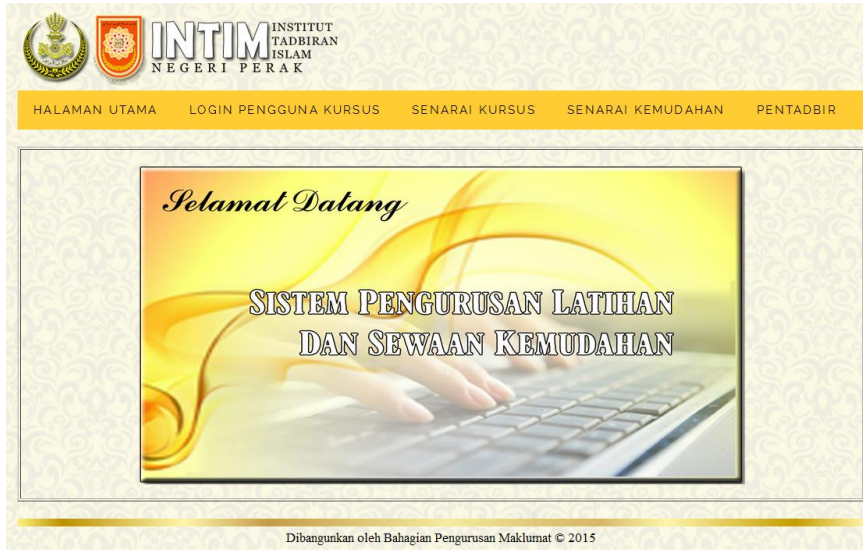 INTIM INSTITUT
TADBIRAN
ISLAM
NEGERI PERAK
HALAMAN UTAMA LOGIN PENGGUNA KURSUS SENARAI KURSUS SENARAI KEMUDAHAN PENTADBIR
Selamat Datang
SISTEM PENGURUSAN LATIHAN
DAN SEWAAN KEMUDAHAN
Dibangunkan oleh Bahagian Pengurusan Maklumat © 2015